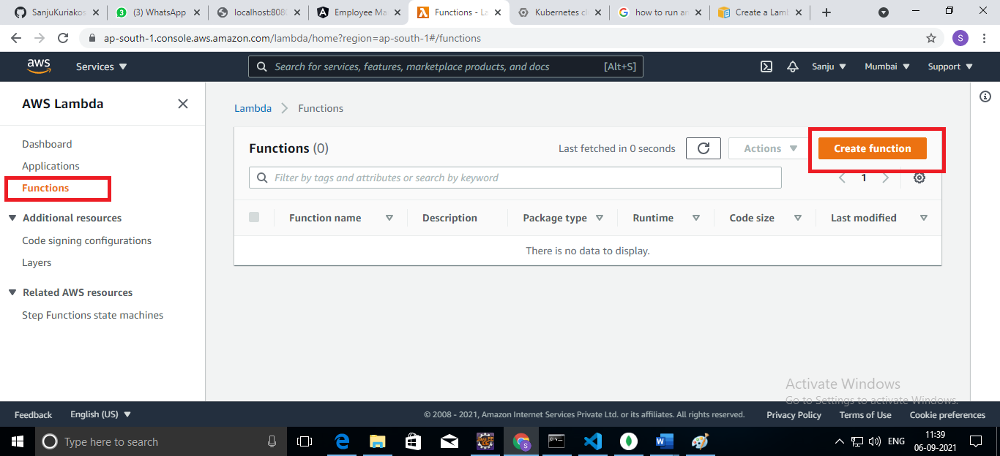 SanjuKuriakos
(3) WhatsApp
localhost:8080
Employee Ma
Functions - La
Kubernetes cl
how to run an
Create a Lamb
ap-south-1.console.aws.amazon.com/lambda/home?region=ap-south-1#/functions
S
aws
Services
Search for services, features, marketplace products, and docs [Alt+S]
Sanju
Mumbai
Support
AWS Lambda
Dashboard
Applications
Functions
Additional resources
Code signing configurations
Layers
Related AWS resources
Step Functions state machines
Lambda > Functions
Functions (0)
Last fetched in 0 seconds
Actions
Create function
Filter by tags and attributes or search by keyword
1
Function name
Description
Package type
Runtime
Code size
Last modified
There is no data to display.
Activate Windows
Go to Settings to activate Windows.
Feedback
English (US)
© 2008 - 2021, Amazon Internet Services Private Ltd. or its affiliates. All rights reserved.
Privacy Policy
Terms of Use
Cookie preferences
Type here to search
ENG
11:39
06-09-2021